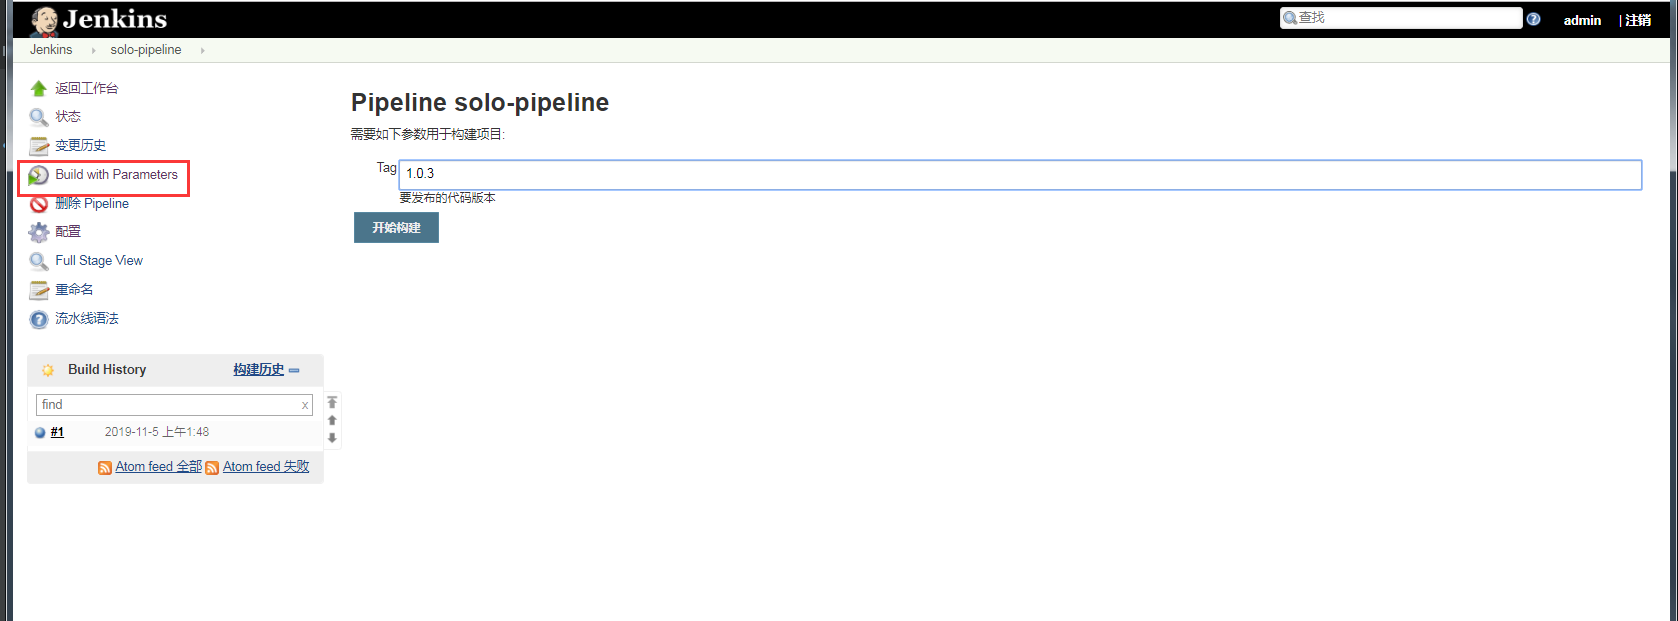 Jenkins
查找
admin
| 注销
Jenkins
solo-pipeline
返回工作台
状态
变更历史
Build with Parameters
删除 Pipeline
配置
Full Stage View
重命名
流水线语法
Build History
构建历史
find
x
#1
2019-11-5 上午1:48
Atom feed 全部
Atom feed 失败
Pipeline solo-pipeline
需要如下参数用于构建项目:
Tag
1.0.3
要发布的代码版本
开始构建